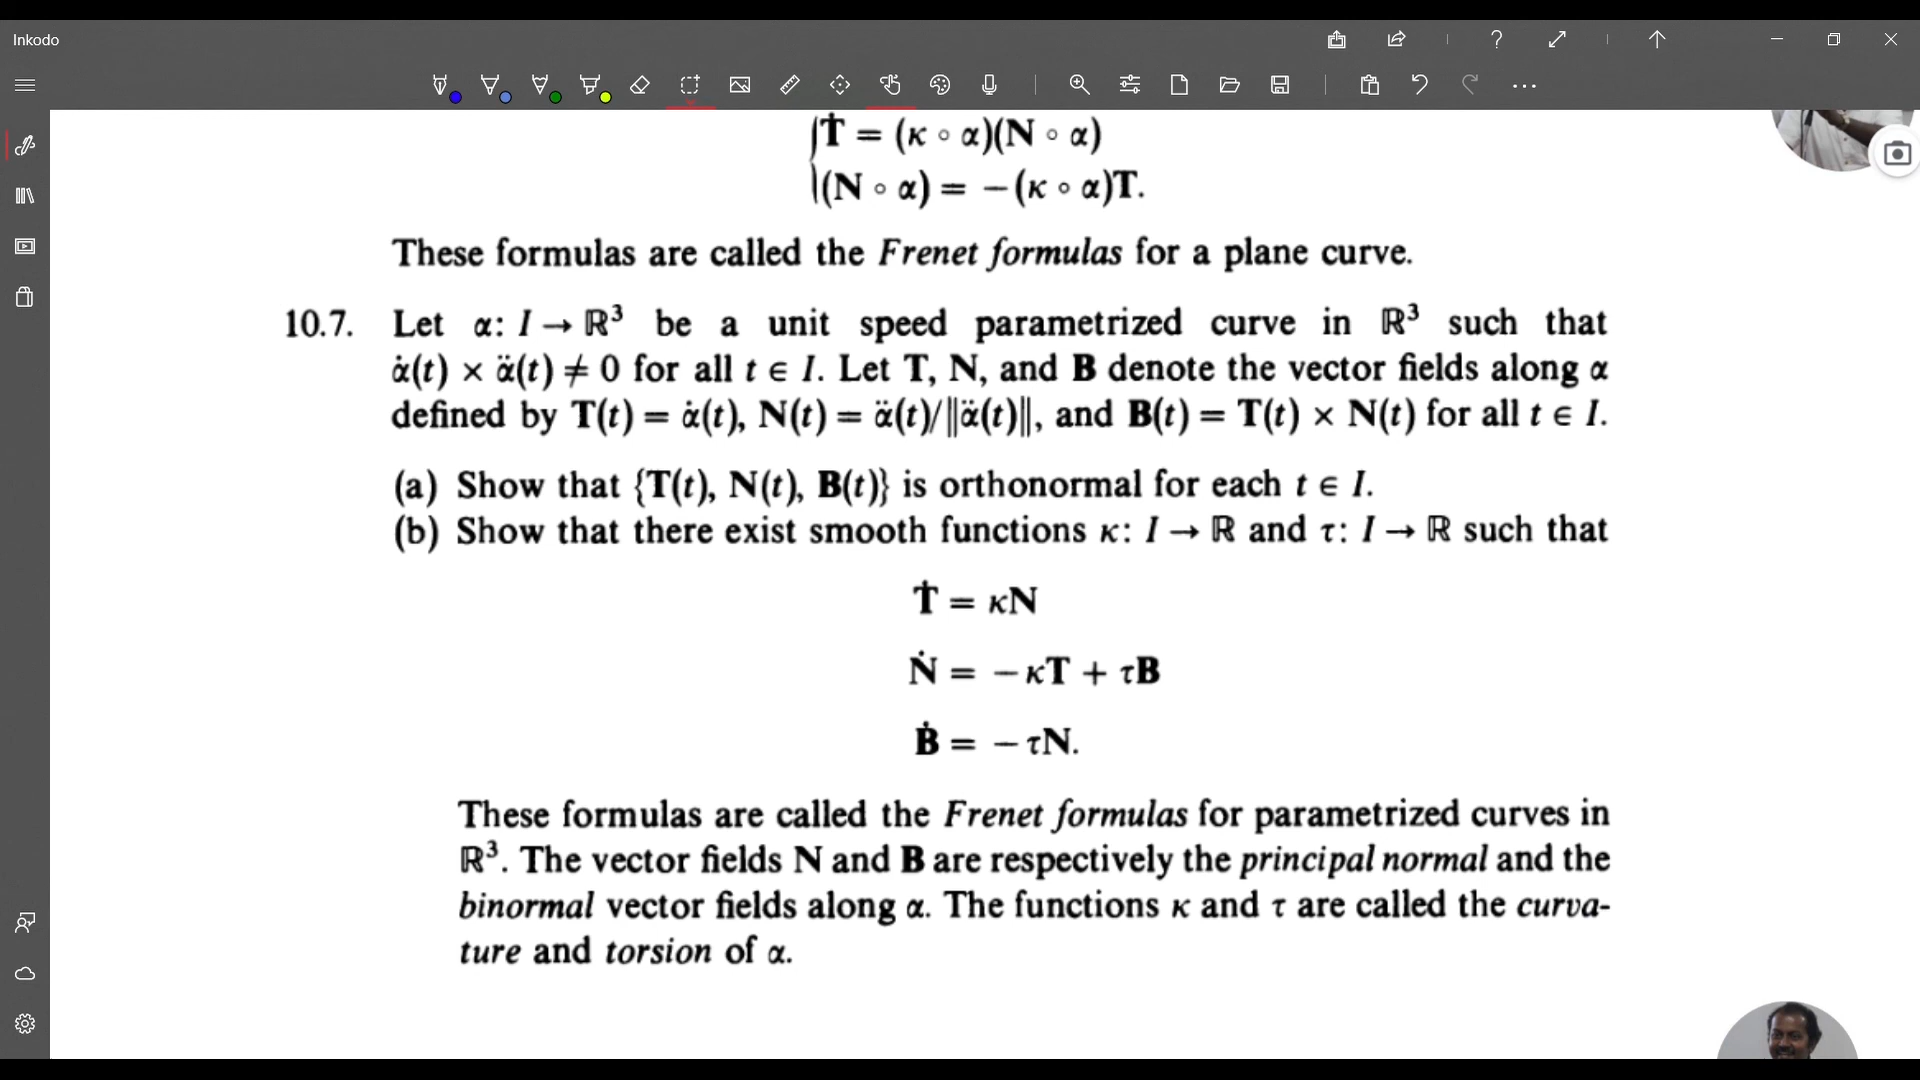 Inkodo
Ṫ = (κ ∘ α)(N ∘ α)
(N ∘ α) = −(κ ∘ α)T.
These formulas are called the Frenet formulas for a plane curve.
10.7. Let α: I → ℝ³ be a unit speed parametrized curve in ℝ³ such that
α̇(t) × α̈(t) ≠ 0 for all t ∈ I. Let T, N, and B denote the vector fields along α
defined by T(t) = α̇(t), N(t) = α̈(t)/‖α̈(t)‖, and B(t) = T(t) × N(t) for all t ∈ I.
(a) Show that {T(t), N(t), B(t)} is orthonormal for each t ∈ I.
(b) Show that there exist smooth functions κ: I → ℝ and τ: I → ℝ such that
Ṫ = κN
Ṅ = −κT + τB
Ḃ = −τN.
These formulas are called the Frenet formulas for parametrized curves in
ℝ³. The vector fields N and B are respectively the principal normal and the
binormal vector fields along α. The functions κ and τ are called the curva-
ture and torsion of α.